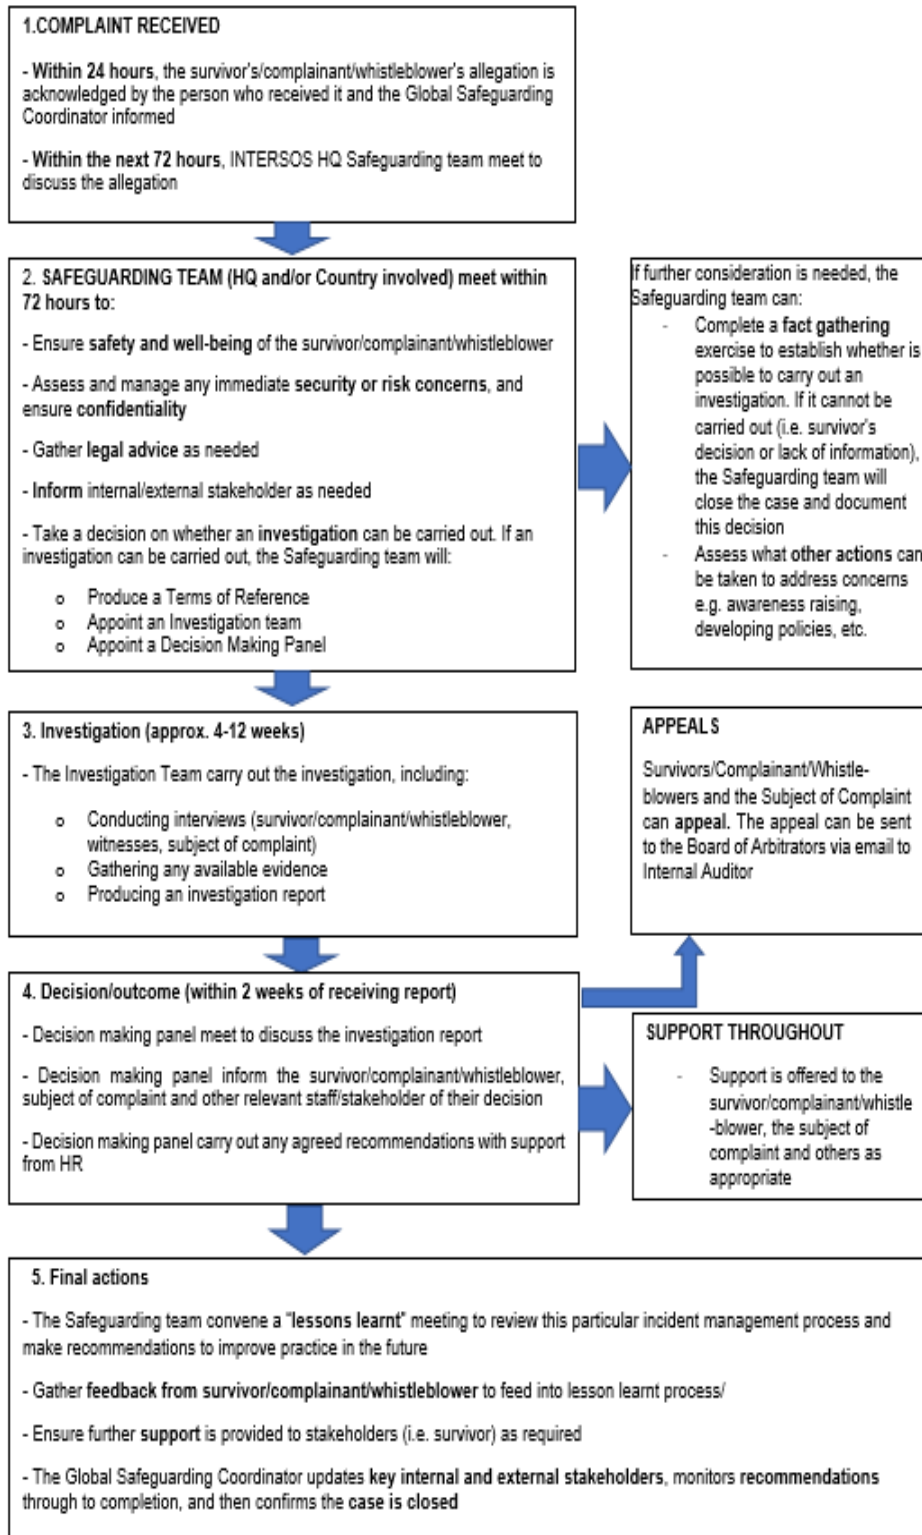 1.COMPLAINT RECEIVED
- Within 24 hours, the survivor's/complainant/whistleblower's allegation is
acknowledged by the person who received it and the Global Safeguarding
Coordinator informed
- Within the next 72 hours, INTERSOS HQ Safeguarding team meet to
discuss the allegation
2. SAFEGUARDING TEAM (HQ and/or Country involved) meet within
72 hours to:
- Ensure safety and well-being of the survivor/complainant/whistleblower
- Assess and manage any immediate security or risk concerns, and
ensure confidentiality
- Gather legal advice as needed
- Inform internal/external stakeholder as needed
- Take a decision on whether an investigation can be carried out. If an
investigation can be carried out, the Safeguarding team will:
o Produce a Terms of Reference
o Appoint an Investigation team
o Appoint a Decision Making Panel
If further consideration is needed, the
Safeguarding team can:
- Complete a fact gathering
exercise to establish whether is
possible to carry out an
investigation. If it cannot be
carried out (i.e. survivor's
decision or lack of information),
the Safeguarding team will
close the case and document
this decision
- Assess what other actions can
be taken to address concerns
e.g. awareness raising,
developing policies, etc.
3. Investigation (approx. 4-12 weeks)
- The Investigation Team carry out the investigation, including:
o Conducting interviews (survivor/complainant/whistleblower,
witnesses, subject of complaint)
o Gathering any available evidence
o Producing an investigation report
APPEALS
Survivors/Complainant/Whistle-
blowers and the Subject of Complaint
can appeal. The appeal can be sent
to the Board of Arbitrators via email to
Internal Auditor
4. Decision/outcome (within 2 weeks of receiving report)
- Decision making panel meet to discuss the investigation report
- Decision making panel inform the survivor/complainant/whistleblower,
subject of complaint and other relevant staff/stakeholder of their decision
- Decision making panel carry out any agreed recommendations with support
from HR
SUPPORT THROUGHOUT
- Support is offered to the
survivor/complainant/whistle
-blower, the subject of
complaint and others as
appropriate
5. Final actions
- The Safeguarding team convene a "lessons learnt" meeting to review this particular incident management process and
make recommendations to improve practice in the future
- Gather feedback from survivor/complainant/whistleblower to feed into lesson learnt process/
- Ensure further support is provided to stakeholders (i.e. survivor) as required
- The Global Safeguarding Coordinator updates key internal and external stakeholders, monitors recommendations
through to completion, and then confirms the case is closed